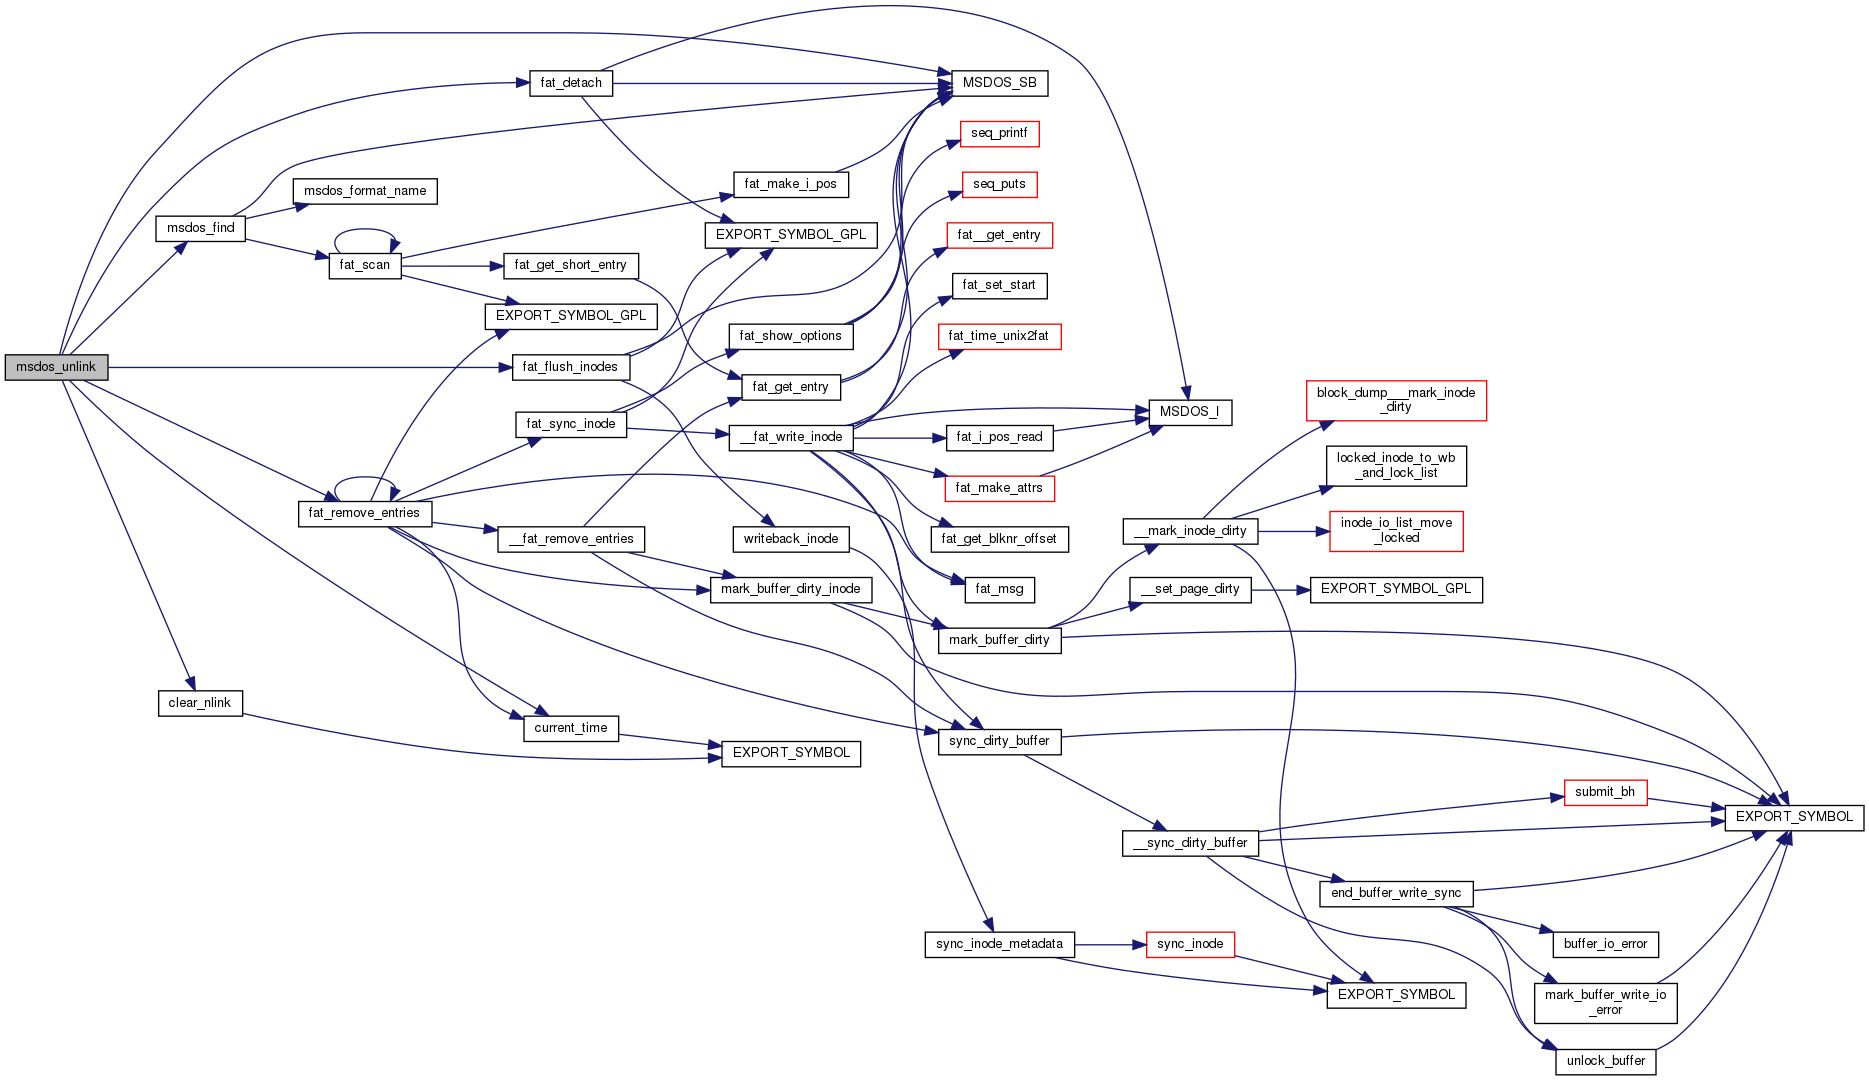 msdos_unlink
msdos_find
clear_nlink
msdos_format_name
fat_scan
fat_remove_entries
fat_detach
fat_get_short_entry
EXPORT_SYMBOL_GPL
fat_flush_inodes
fat_sync_inode
__fat_remove_entries
current_time
fat_make_i_pos
EXPORT_SYMBOL_GPL
fat_show_options
fat_get_entry
__fat_write_inode
writeback_inode
mark_buffer_dirty_inode
EXPORT_SYMBOL
MSDOS_SB
seq_printf
seq_puts
fat__get_entry
fat_set_start
fat_time_unix2fat
fat_i_pos_read
fat_make_attrs
fat_get_blknr_offset
fat_msg
mark_buffer_dirty
sync_dirty_buffer
sync_inode_metadata
MSDOS_I
__mark_inode_dirty
__set_page_dirty
__sync_dirty_buffer
sync_inode
block_dump___mark_inode
_dirty
locked_inode_to_wb
_and_lock_list
inode_io_list_move
_locked
EXPORT_SYMBOL_GPL
end_buffer_write_sync
EXPORT_SYMBOL
submit_bh
buffer_io_error
mark_buffer_write_io
_error
unlock_buffer
EXPORT_SYMBOL